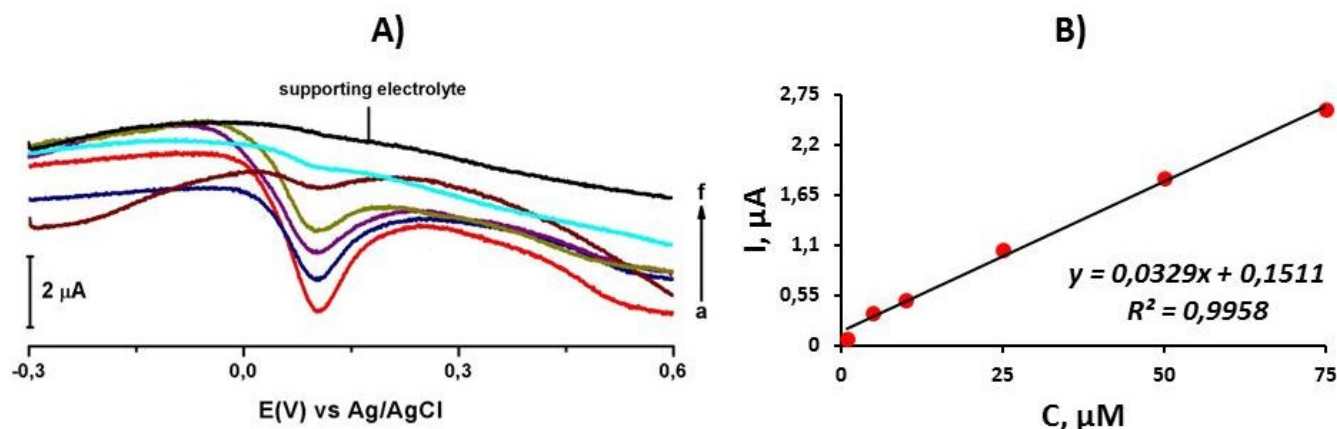 A)
supporting electrolyte
f
a
2 μA
-0,3
0,0
0,3
0,6
E(V) vs Ag/AgCl
B)
I, μA
2,75
2,2
1,65
1,1
0,55
0
y = 0,0329x + 0,1511
R² = 0,9958
0
25
50
75
C, μM